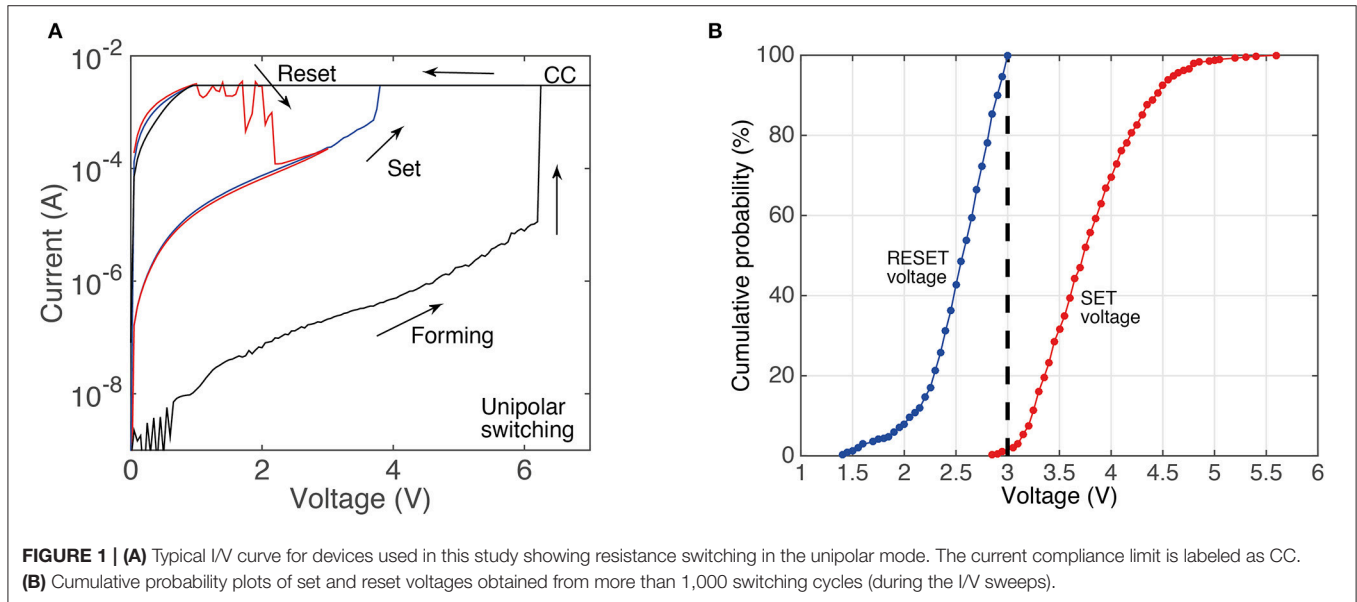 A
10^-2
10^-4
10^-6
10^-8
Current (A)
Reset
CC
Set
Forming
Unipolar
switching
0
2
4
6
Voltage (V)
B
100
80
60
40
20
0
Cumulative probability (%)
RESET
voltage
SET
voltage
1
1.5
2
2.5
3
3.5
4
4.5
5
5.5
6
Voltage (V)
FIGURE 1 | (A) Typical I/V curve for devices used in this study showing resistance switching in the unipolar mode. The current compliance limit is labeled as CC.
(B) Cumulative probability plots of set and reset voltages obtained from more than 1,000 switching cycles (during the I/V sweeps).